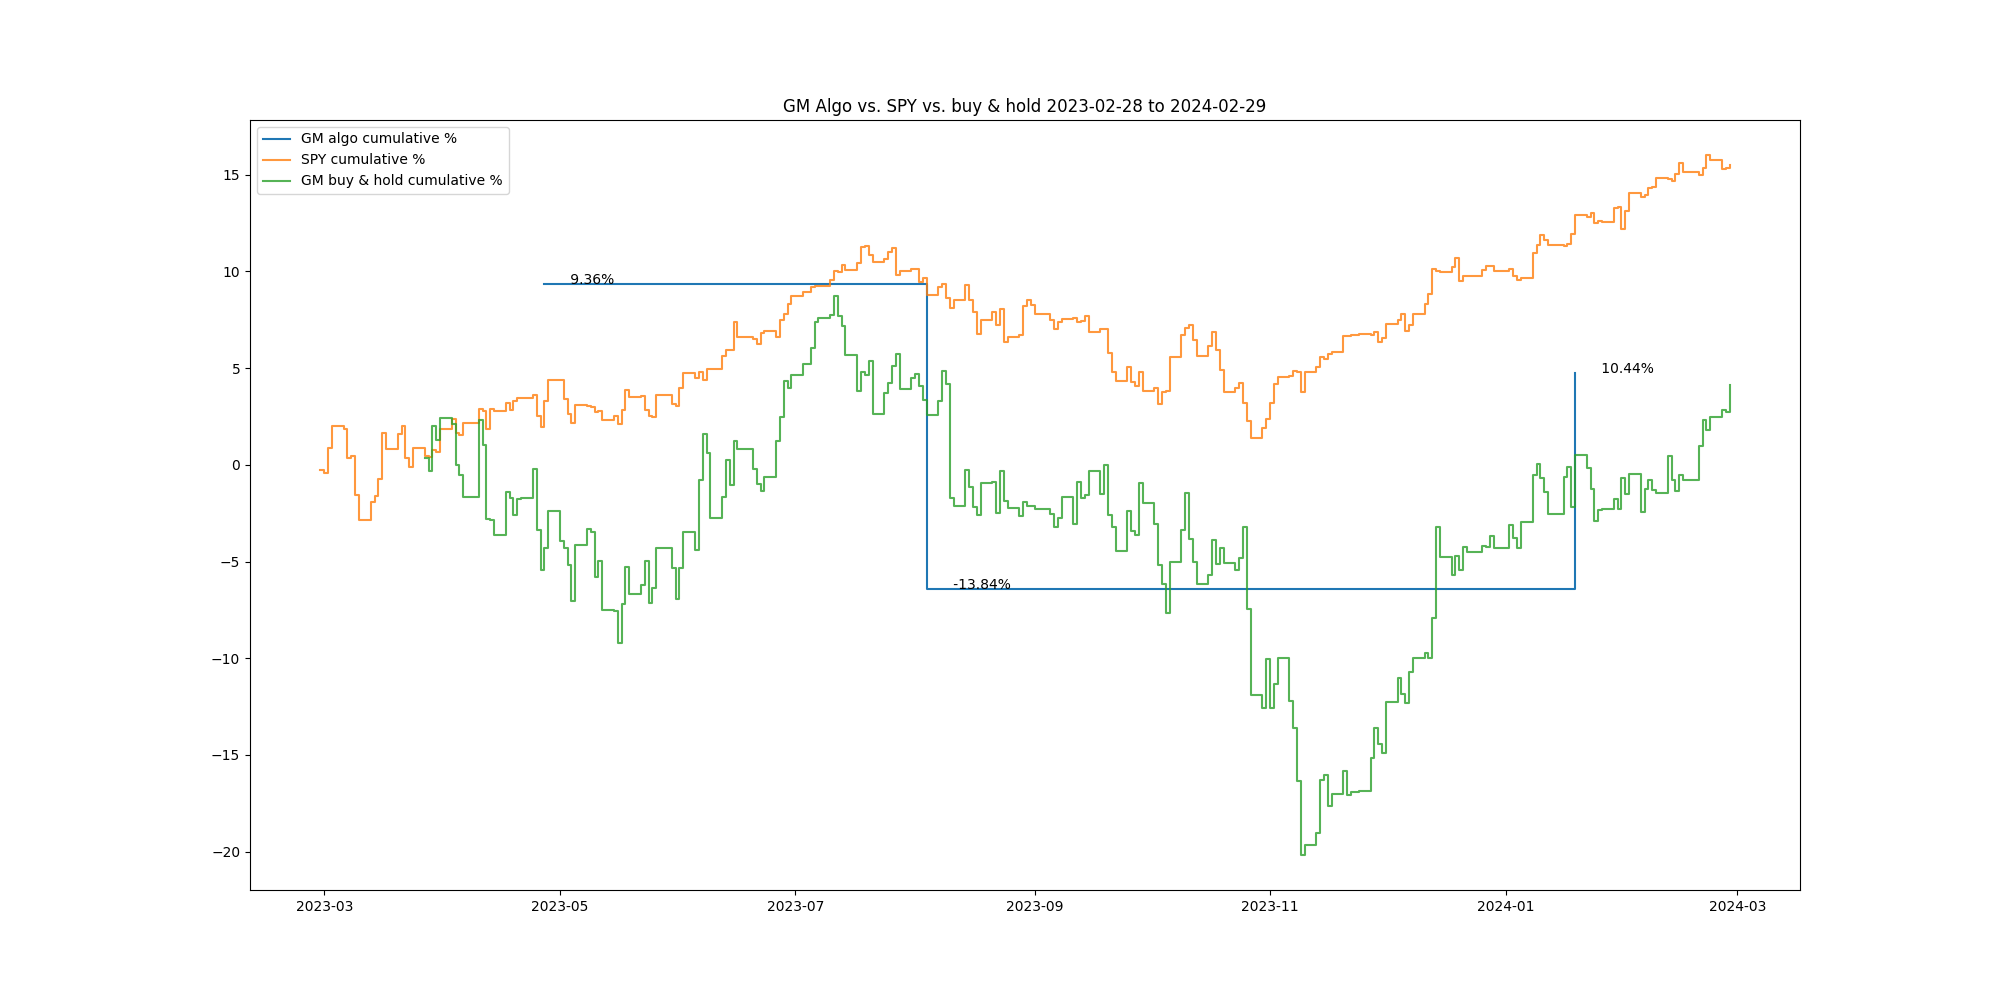 GM Algo vs. SPY vs. buy & hold 2023-02-28 to 2024-02-29
GM algo cumulative %
SPY cumulative %
GM buy & hold cumulative %
15
10
5
0
−5
−10
−15
−20
9.36%
10.44%
-13.84%
2023-03 2023-05 2023-07 2023-09 2023-11 2024-01 2024-03